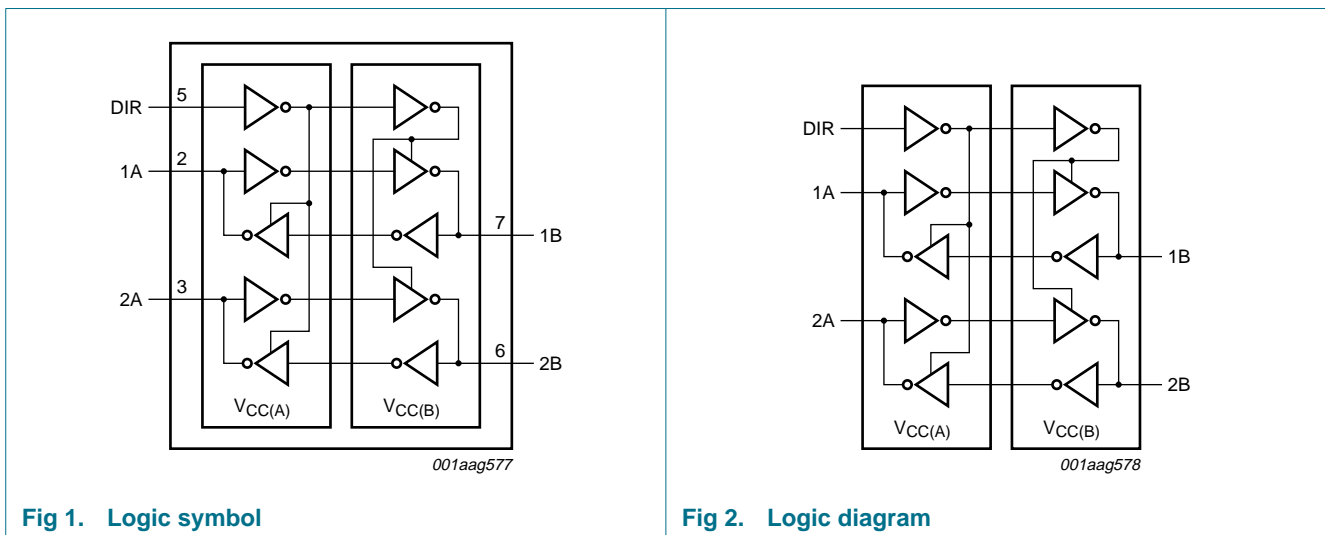 DIR 5
1A 2
7 1B
2A 3
6 2B
VCC(A) VCC(B)
001aag577
Fig 1. Logic symbol
DIR
1A
1B
2A
2B
VCC(A) VCC(B)
001aag578
Fig 2. Logic diagram